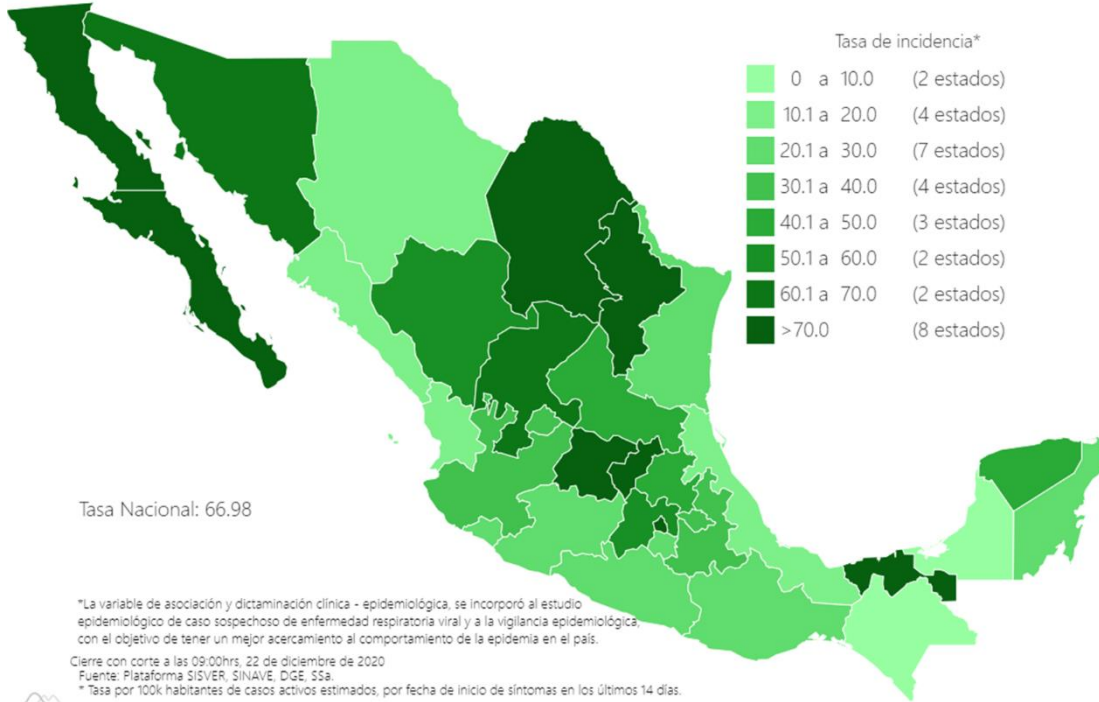 Tasa de incidencia*
0 a 10.0 (2 estados)
10.1 a 20.0 (4 estados)
20.1 a 30.0 (7 estados)
30.1 a 40.0 (4 estados)
40.1 a 50.0 (3 estados)
50.1 a 60.0 (2 estados)
60.1 a 70.0 (2 estados)
>70.0 (8 estados)
Tasa Nacional: 66.98
*La variable de asociación y dictaminación clínica - epidemiológica, se incorporó al estudio
epidemiológico de caso sospechoso de enfermedad respiratoria viral y a la vigilancia epidemiológica,
con el objetivo de tener un mejor acercamiento al comportamiento de la epidemia en el país.
Cierre con corte a las 09:00hrs, 22 de diciembre de 2020
Fuente: Plataforma SISVER, SINAVE, DGE, SSa.
* Tasa por 100k habitantes de casos activos estimados, por fecha de inicio de síntomas en los últimos 14 días.